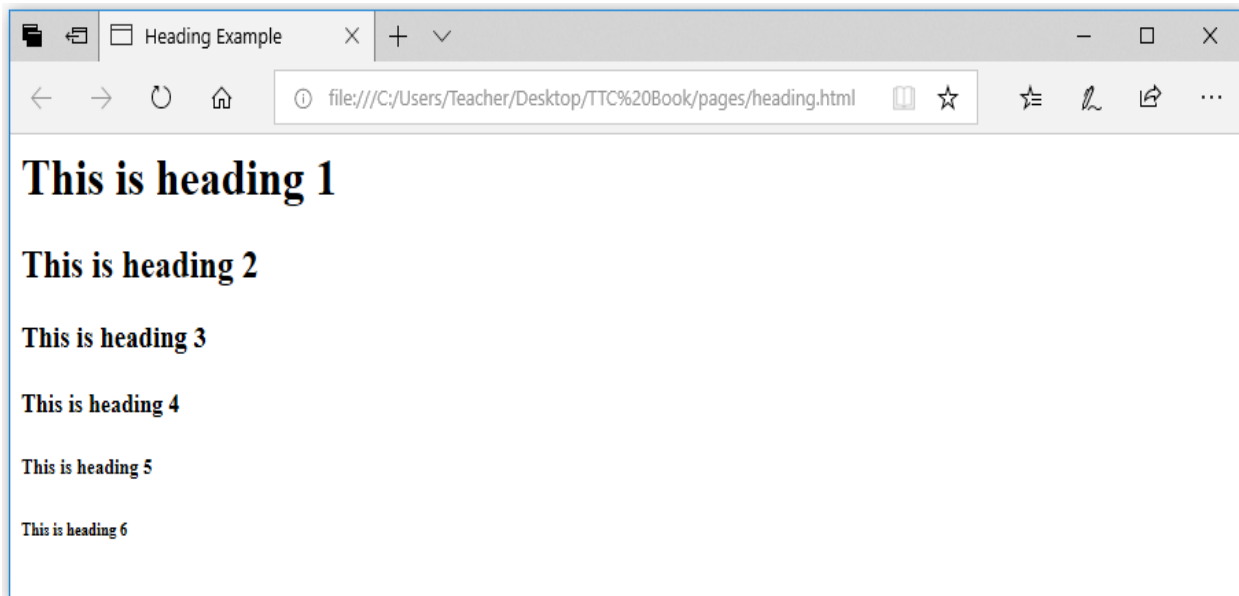 Heading Example
file:///C:/Users/Teacher/Desktop/TTC%20Book/pages/heading.html
This is heading 1
This is heading 2
This is heading 3
This is heading 4
This is heading 5
This is heading 6